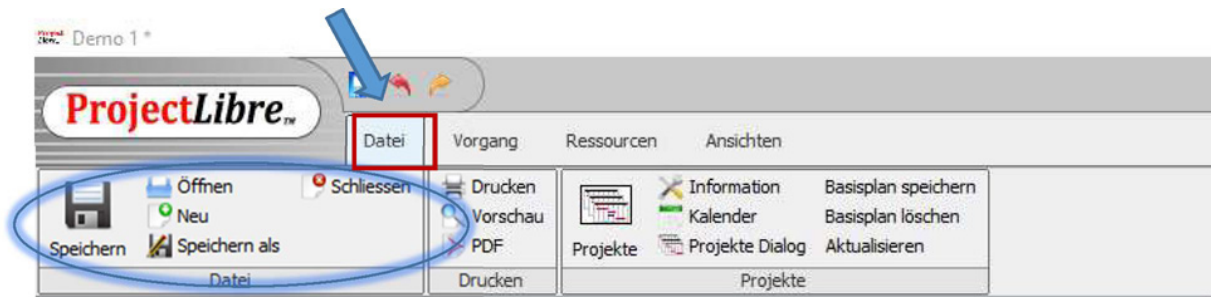 Demo 1 *
ProjectLibre™
Datei Vorgang Ressourcen Ansichten
Öffnen Schliessen Drucken Information Basisplan speichern
Neu Vorschau Kalender Basisplan löschen
Speichern Speichern als PDF Projekte Projekte Dialog Aktualisieren
Datei Drucken Projekte